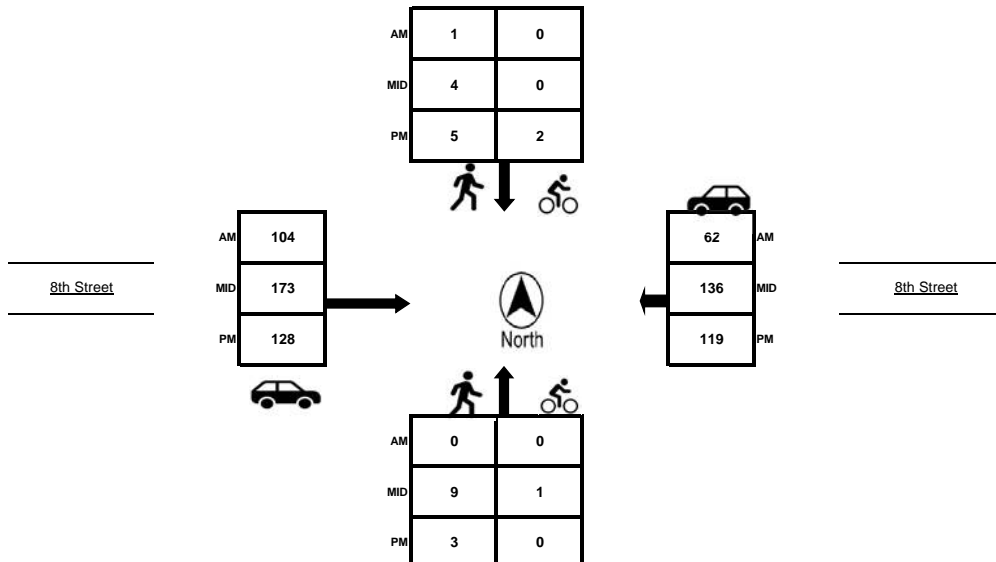 AM 1 0
MID 4 0
PM 5 2
AM 104 62 AM
8th Street MID 173 136 MID 8th Street
PM 128 119 PM
North
AM 0 0
MID 9 1
PM 3 0